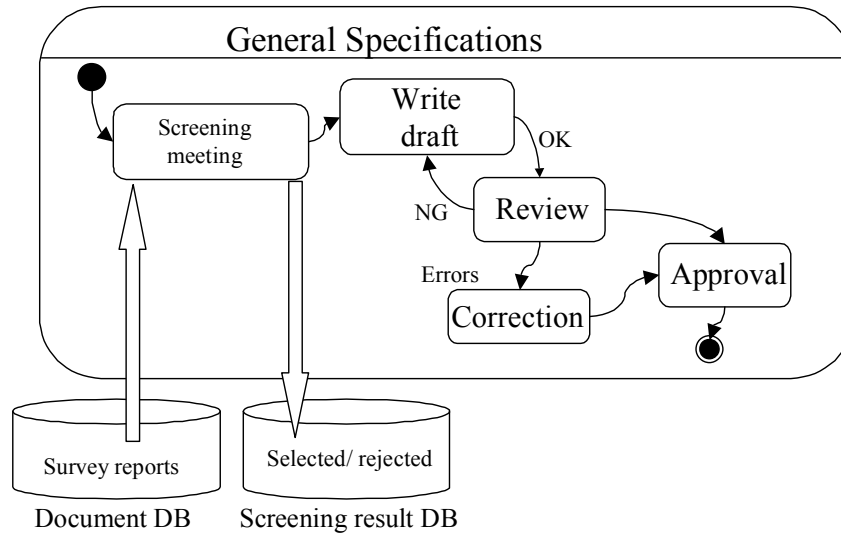 General Specifications
Screening
meeting
Write
draft
OK
NG
Review
Errors
Approval
Correction
Survey reports
Selected/ rejected
Document DB
Screening result DB